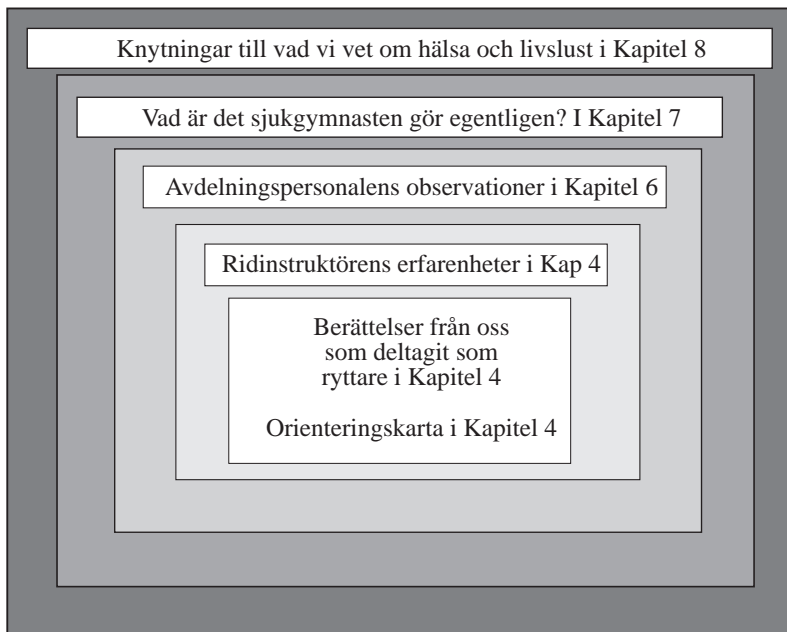 Knytningar till vad vi vet om hälsa och livslust i Kapitel 8
Vad är det sjukgymnasten gör egentligen? I Kapitel 7
Avdelningspersonalens observationer i Kapitel 6
Ridinstruktörens erfarenheter i Kap 4
Berättelser från oss
som deltagit som
ryttare i Kapitel 4
Orienteringskarta i Kapitel 4